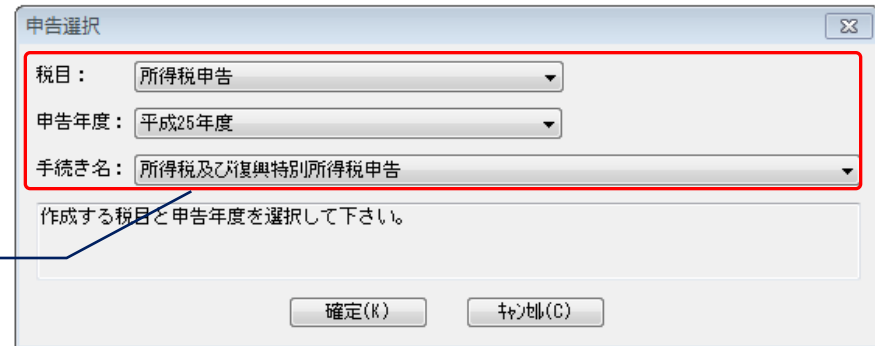 申告選択
税目： 所得税申告
申告年度： 平成25年度
手続き名： 所得税及び復興特別所得税申告
作成する税目と申告年度を選択して下さい。
確定(K) ｷｬﾝｾﾙ(C)